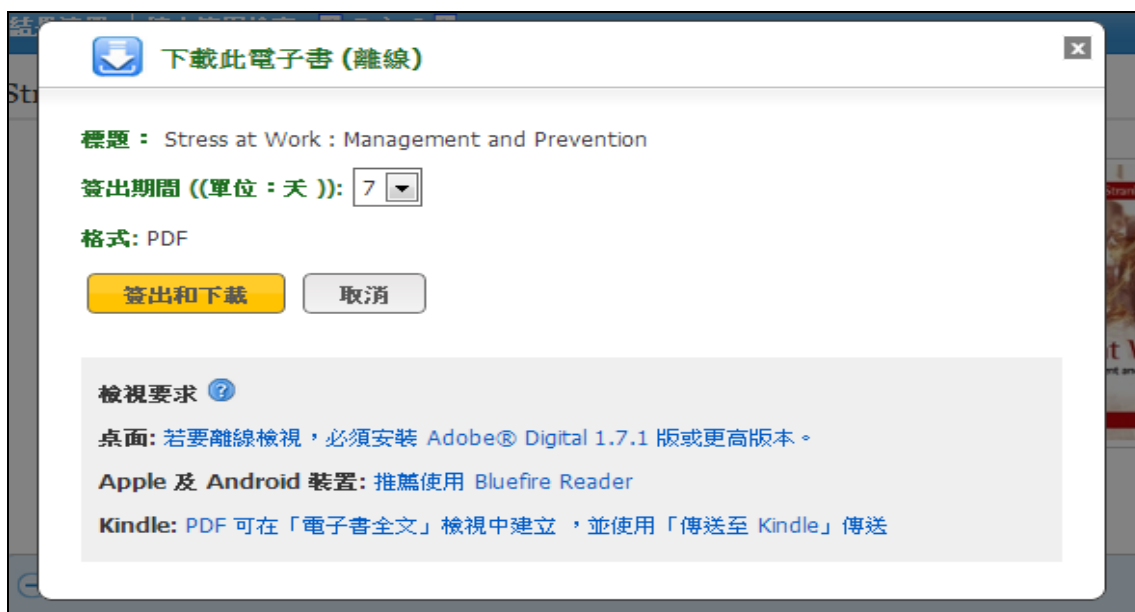 下載此電子書 (離線)
標題： Stress at Work : Management and Prevention
簽出期間 ((單位：天 )): 7
格式: PDF
簽出和下載 取消
檢視要求
桌面: 若要離線檢視，必須安裝 Adobe® Digital 1.7.1 版或更高版本。
Apple 及 Android 裝置: 推薦使用 Bluefire Reader
Kindle: PDF 可在「電子書全文」檢視中建立 ，並使用「傳送至 Kindle」傳送